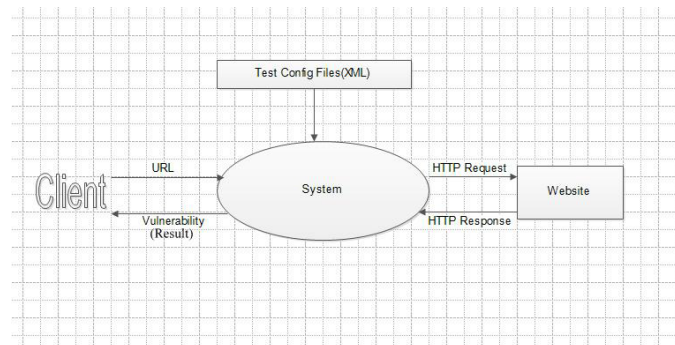 Test Config Files(XML)
URL
HTTP Request
Client
System
Website
Vulnerability
(Result)
HTTP Response